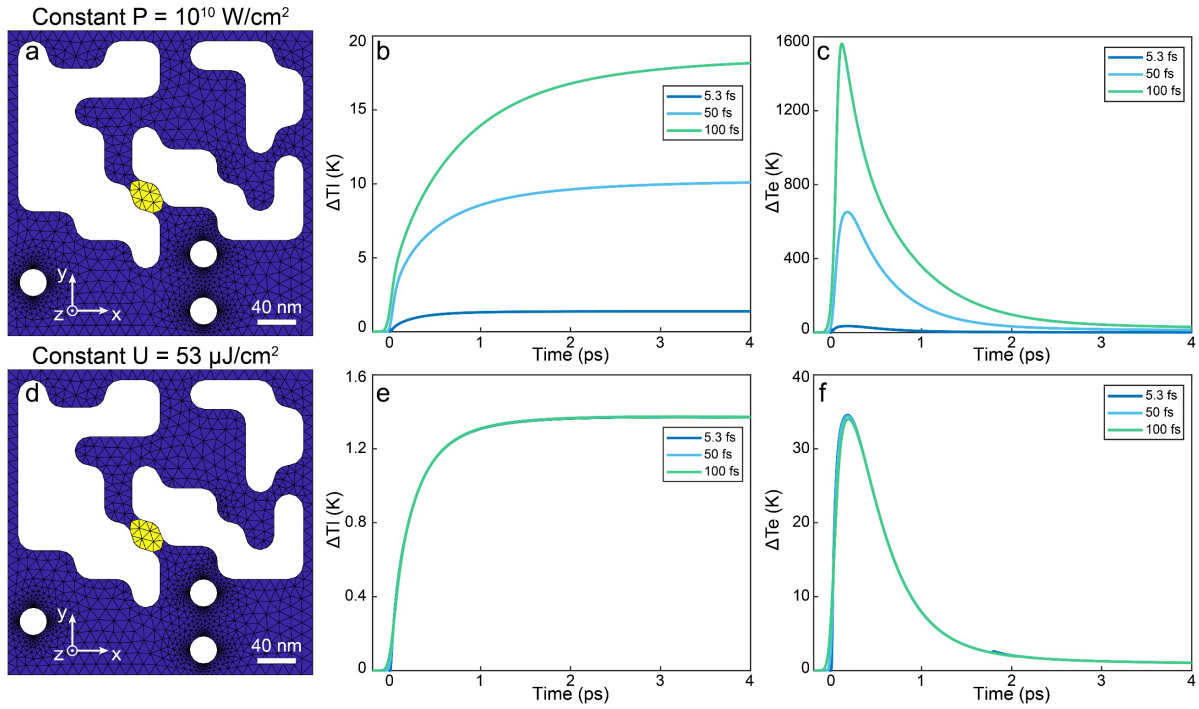 Constant P = 10¹⁰ W/cm²
a
y
z
x
40 nm
b
20
15
10
5
0
ΔTl (K)
0 1 2 3 4
Time (ps)
5.3 fs
50 fs
100 fs
c
1600
1200
800
400
0
ΔTe (K)
0 1 2 3 4
Time (ps)
5.3 fs
50 fs
100 fs
Constant U = 53 µJ/cm²
d
y
z
x
40 nm
e
1.6
1.2
0.8
0.4
0
ΔTl (K)
0 1 2 3 4
Time (ps)
5.3 fs
50 fs
100 fs
f
40
30
20
10
0
ΔTe (K)
0 1 2 3 4
Time (ps)
5.3 fs
50 fs
100 fs